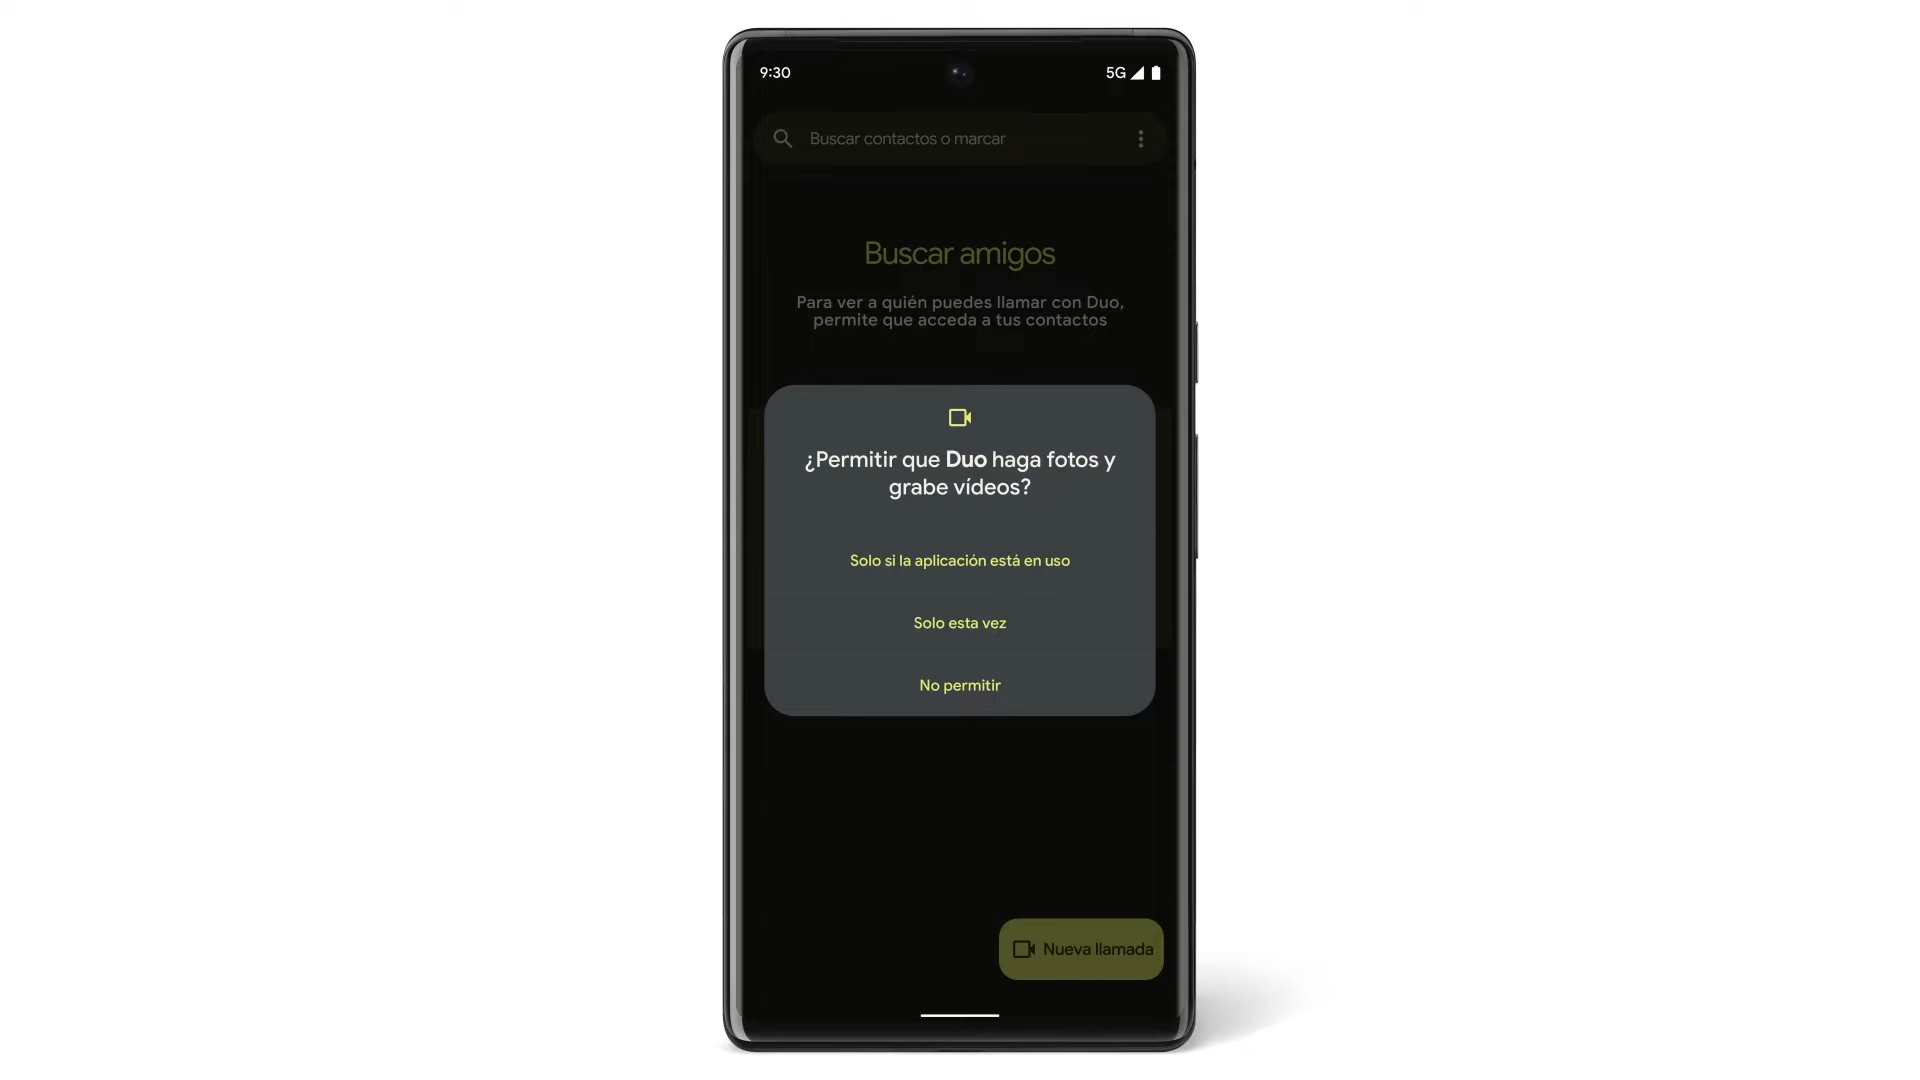 9:30
5G
Buscar contactos o marcar
Buscar amigos
Para ver a quién puedes llamar con Duo,
permite que acceda a tus contactos
¿Permitir que Duo haga fotos y
grabe vídeos?
Solo si la aplicación está en uso
Solo esta vez
No permitir
Nueva llamada